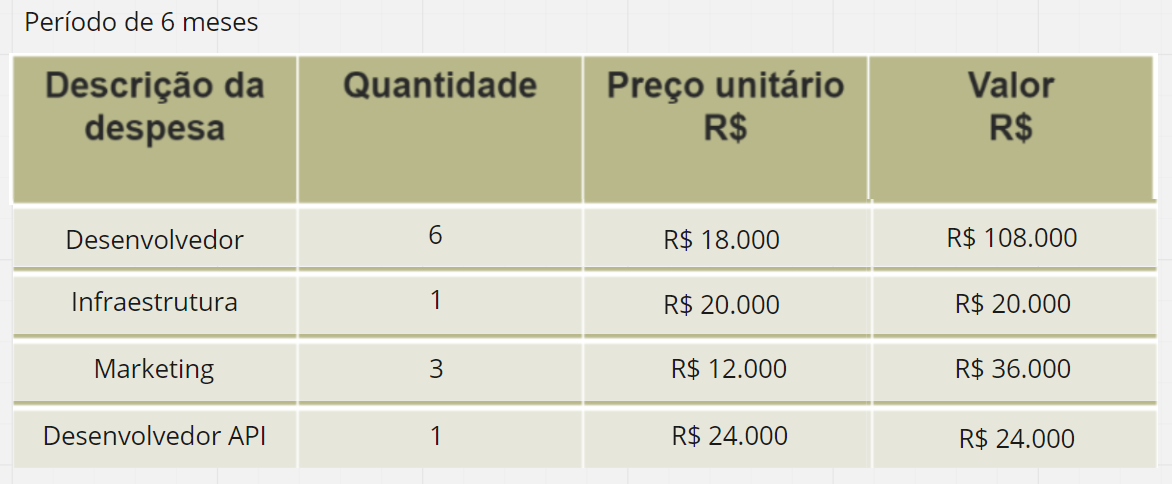 Período de 6 meses
Descrição da despesa Quantidade Preço unitário R$ Valor R$
Desenvolvedor 6 R$ 18.000 R$ 108.000
Infraestrutura 1 R$ 20.000 R$ 20.000
Marketing 3 R$ 12.000 R$ 36.000
Desenvolvedor API 1 R$ 24.000 R$ 24.000